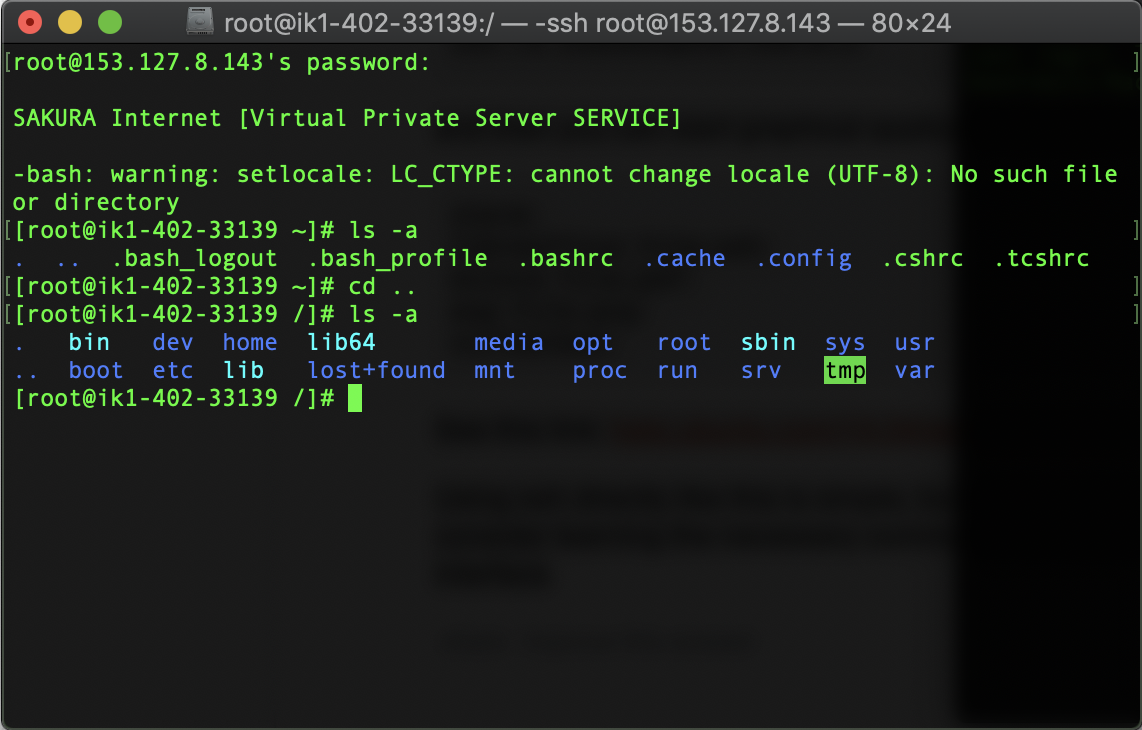 root@ik1-402-33139:/ — -ssh root@153.127.8.143 — 80×24
[root@153.127.8.143's password: ]
SAKURA Internet [Virtual Private Server SERVICE]
-bash: warning: setlocale: LC_CTYPE: cannot change locale (UTF-8): No such file
or directory
[[root@ik1-402-33139 ~]# ls -a ]
. .. .bash_logout .bash_profile .bashrc .cache .config .cshrc .tcshrc
[[root@ik1-402-33139 ~]# cd .. ]
[[root@ik1-402-33139 /]# ls -a ]
. bin dev home lib64 media opt root sbin sys usr
.. boot etc lib lost+found mnt proc run srv tmp var
[root@ik1-402-33139 /]#